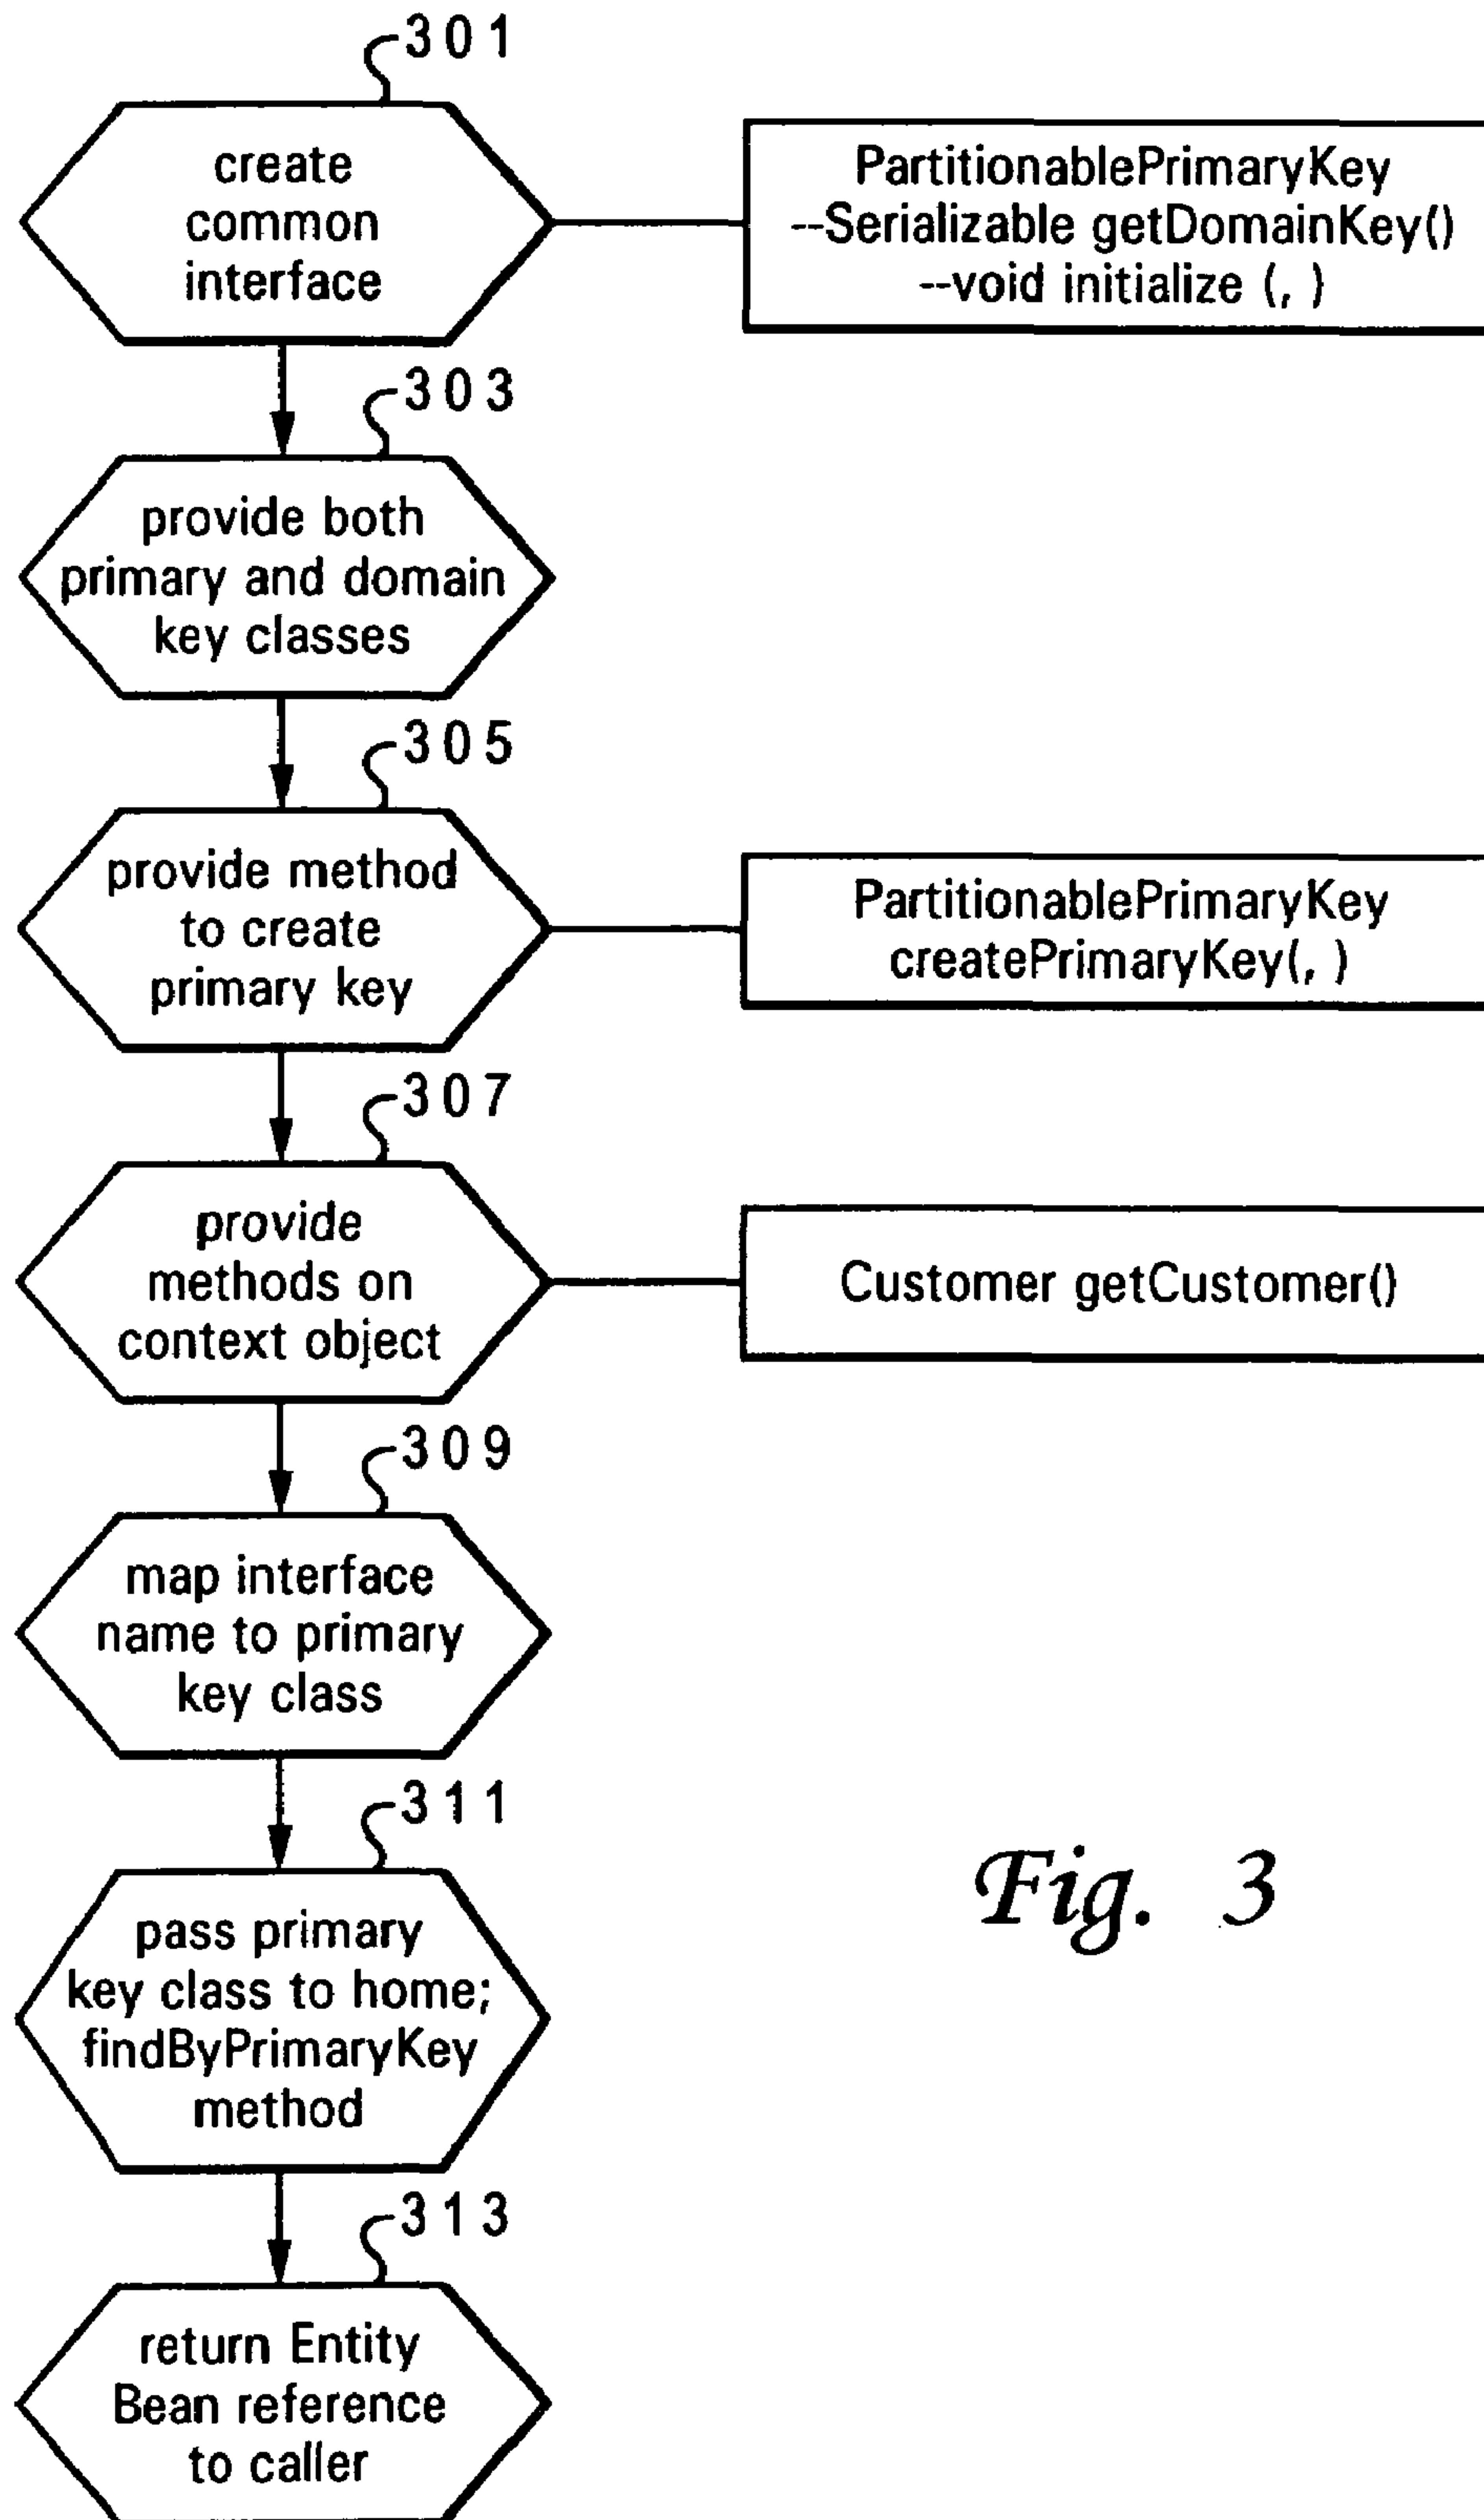 301
create
common
interface
PartitionablePrimaryKey
--Serializable getDomainKey()
--void initialize (, )
303
provide both
primary and domain
key classes
305
provide method
to create
primary key
PartitionablePrimaryKey
createPrimaryKey(, )
307
provide
methods on
context object
Customer getCustomer()
309
map interface
name to primary
key class
311
pass primary
key class to home;
findByPrimaryKey
method
Fig. 3
313
return Entity
Bean reference
to caller